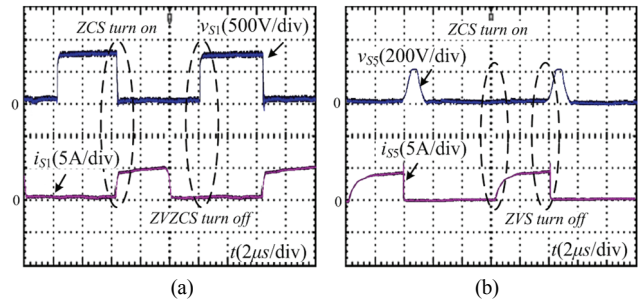 ZCS turn on
vS1(500V/div)
0
iS1(5A/div)
0
ZVZCS turn off
t(2μs/div)
(a)
ZCS turn on
vS5(200V/div)
0
iS5(5A/div)
0
ZVS turn off
t(2μs/div)
(b)